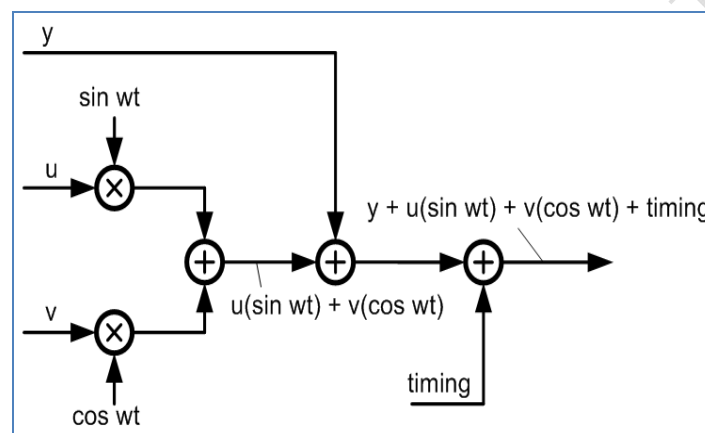 y
sin wt
u
y + u(sin wt) + v(cos wt) + timing
v
u(sin wt) + v(cos wt)
timing
cos wt